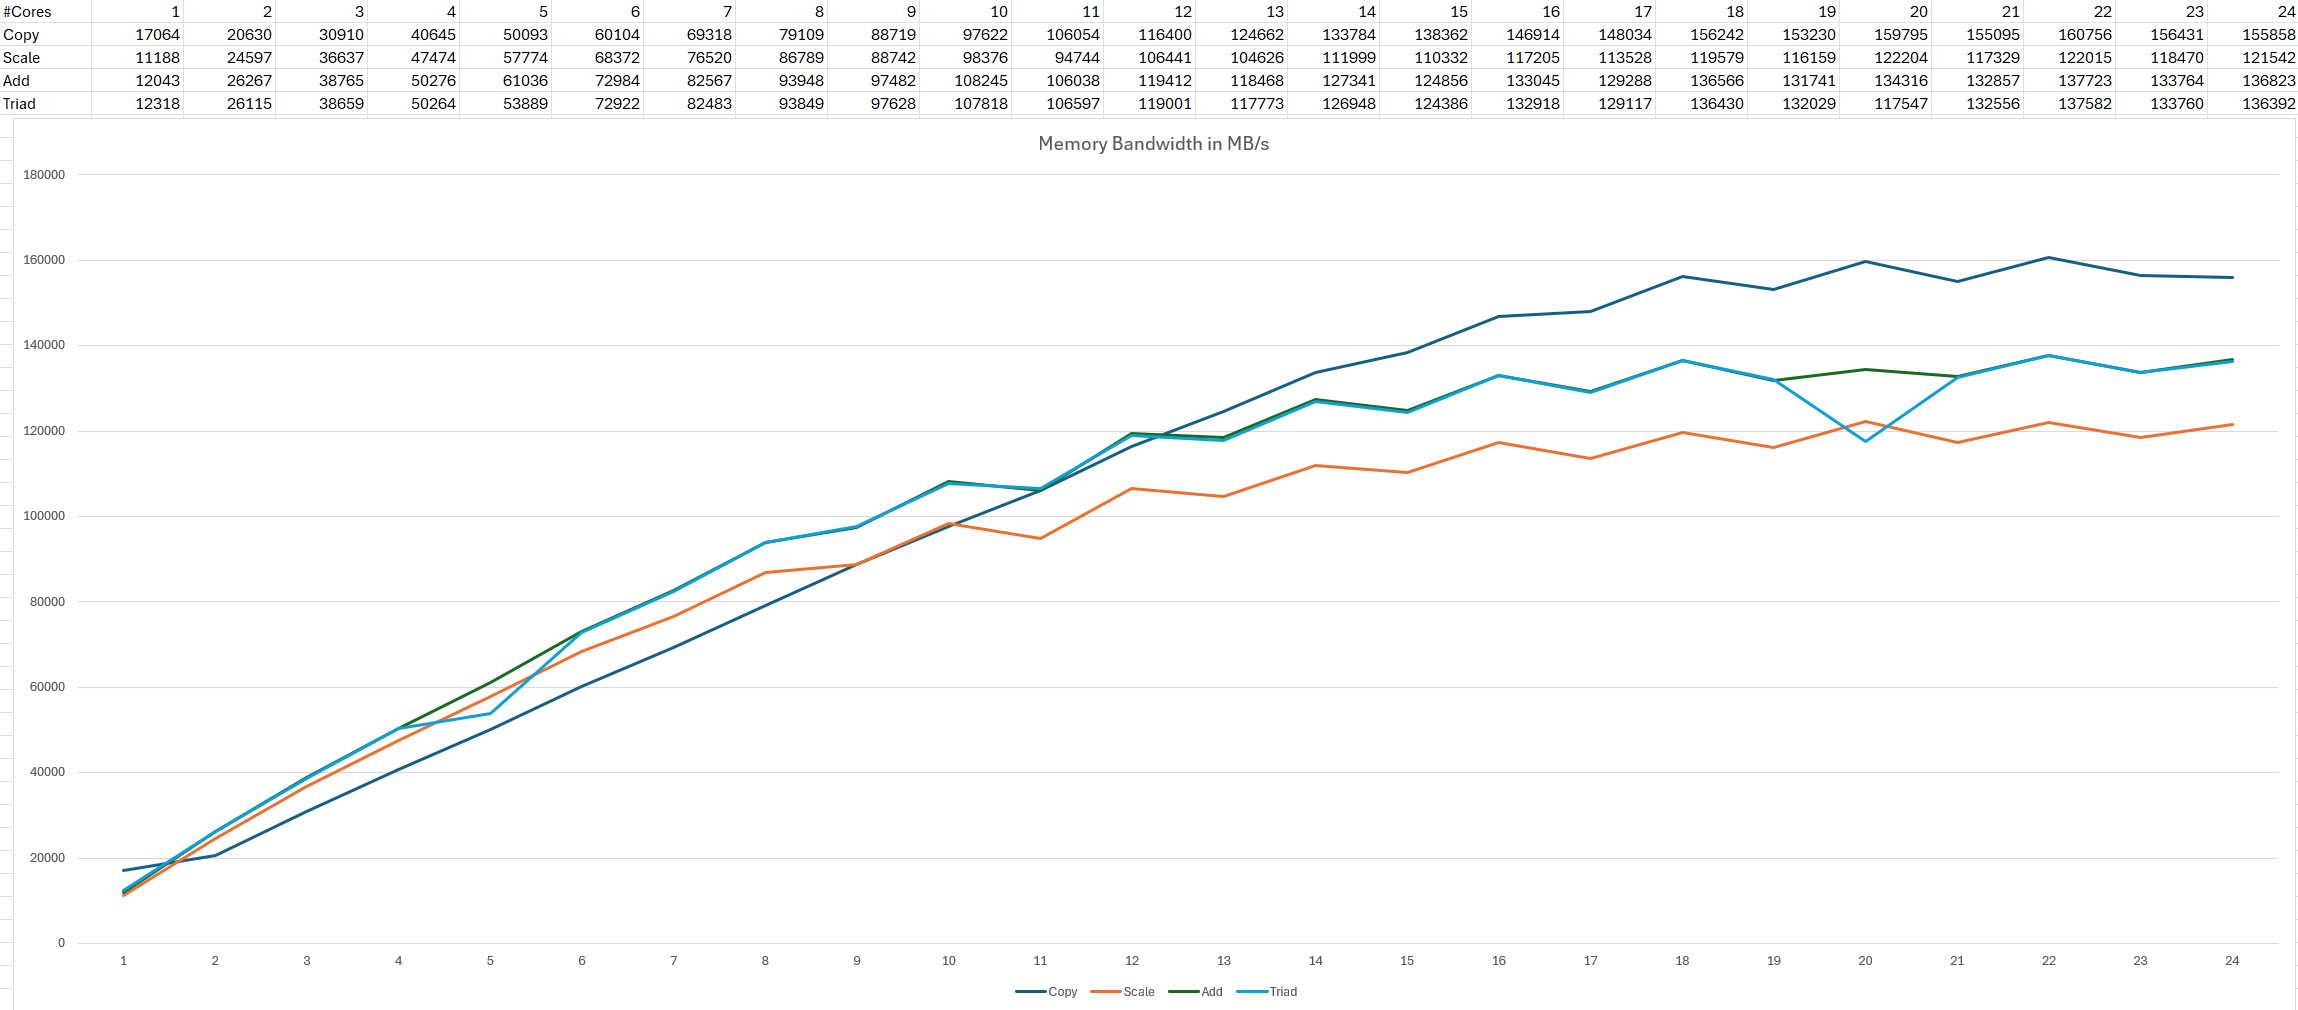 #Cores 1 2 3 4 5 6 7 8 9 10 11 12 13 14 15 16 17 18 19 20 21 22 23 24
Copy 17064 20630 30910 40645 50093 60104 69318 79109 88719 97622 106054 116400 124662 133784 138362 146914 148034 156242 153230 159795 155095 160756 156431 155858
Scale 11188 24597 36637 47474 57774 68372 76520 86789 88742 98376 94744 106441 104626 111999 110332 117205 113528 119579 116159 122204 117329 122015 118470 121542
Add 12043 26267 38765 50276 61036 72984 82567 93948 97482 108245 106038 119412 118468 127341 124856 133045 129288 136566 131741 134316 132857 137723 133764 136823
Triad 12318 26115 38659 50264 53889 72922 82483 93849 97628 107818 106597 119001 117773 126948 124386 132918 129117 136430 132029 117547 132556 137582 133760 136392
Memory Bandwidth in MB/s
180000
160000
140000
120000
100000
80000
60000
40000
20000
0
1 2 3 4 5 6 7 8 9 10 11 12 13 14 15 16 17 18 19 20 21 22 23 24
Copy Scale Add Triad